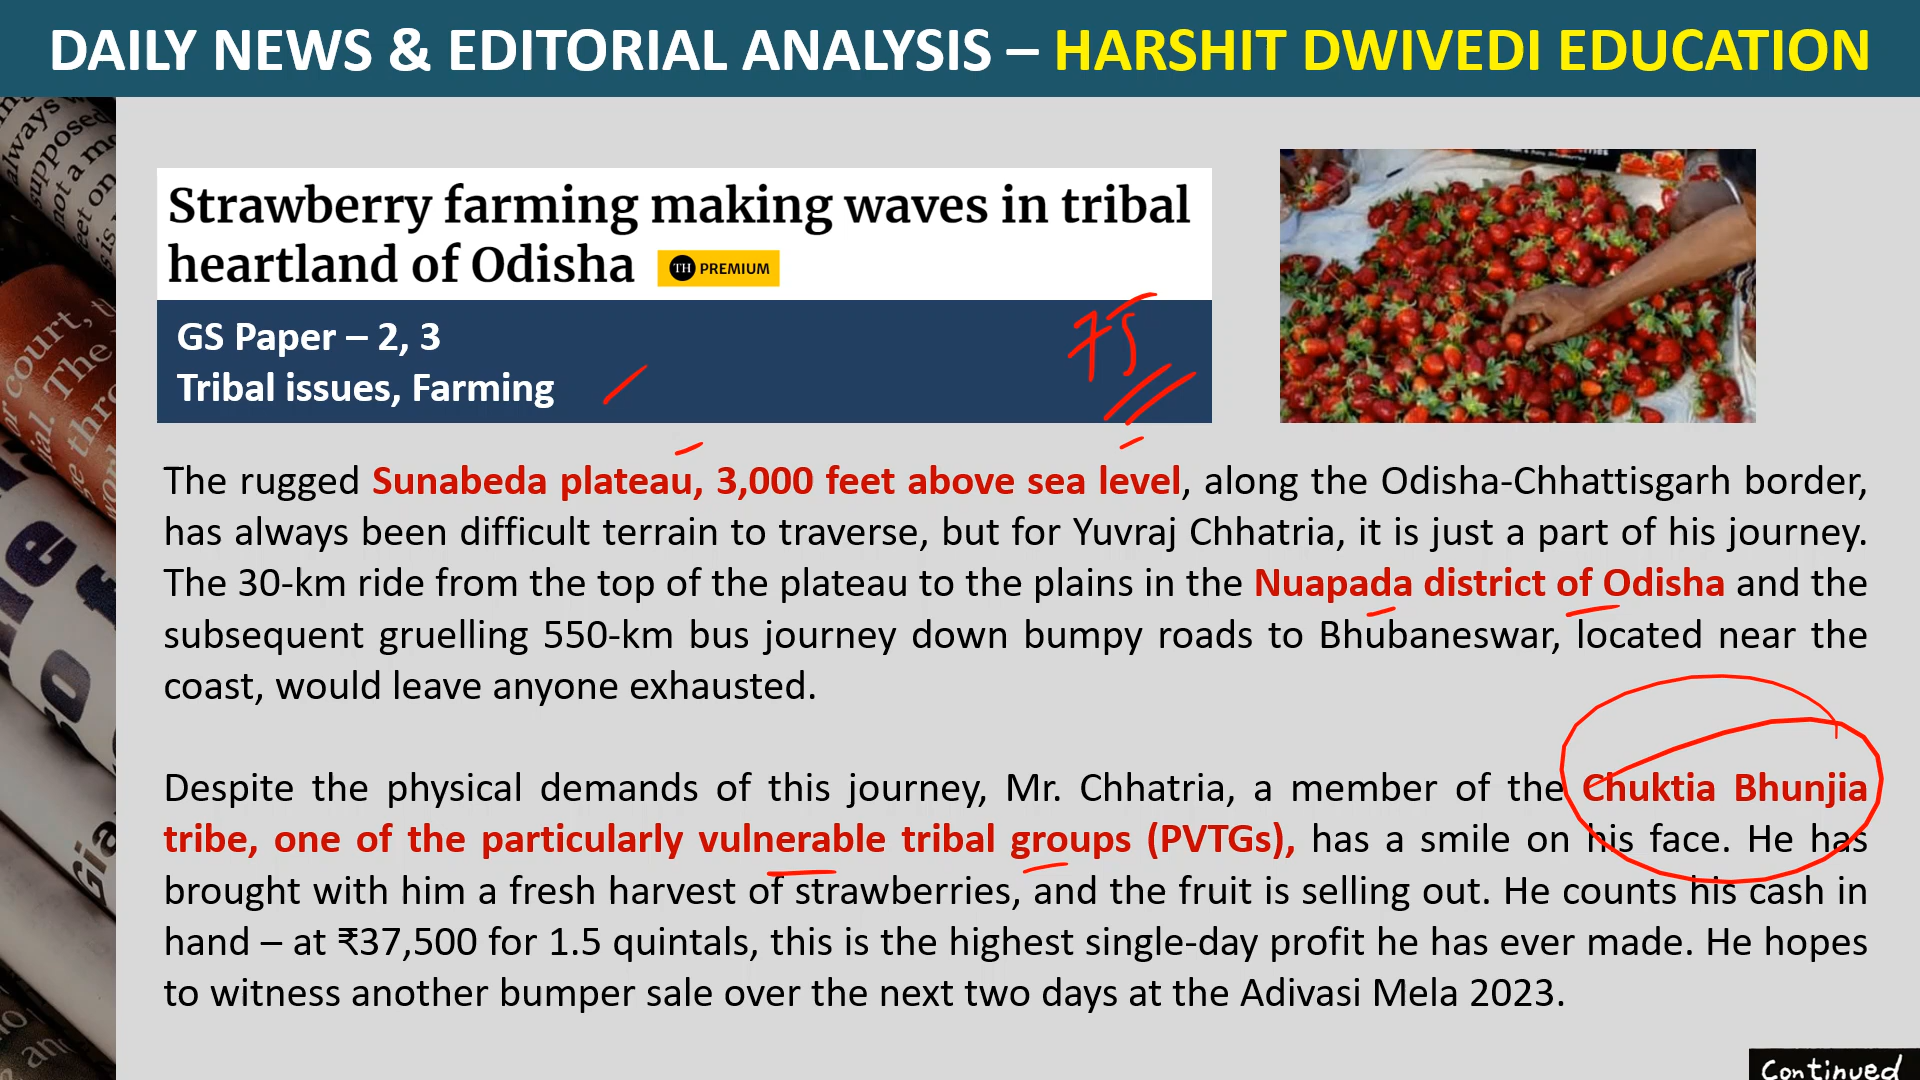 DAILY NEWS & EDITORIAL ANALYSIS – HARSHIT DWIVEDI EDUCATION
Strawberry farming making waves in tribal
heartland of Odisha TH PREMIUM
GS Paper – 2, 3
Tribal issues, Farming
75
The rugged Sunabeda plateau, 3,000 feet above sea level, along the Odisha-Chhattisgarh border,
has always been difficult terrain to traverse, but for Yuvraj Chhatria, it is just a part of his journey.
The 30-km ride from the top of the plateau to the plains in the Nuapada district of Odisha and the
subsequent gruelling 550-km bus journey down bumpy roads to Bhubaneswar, located near the
coast, would leave anyone exhausted.
Despite the physical demands of this journey, Mr. Chhatria, a member of the Chuktia Bhunjia
tribe, one of the particularly vulnerable tribal groups (PVTGs), has a smile on his face. He has
brought with him a fresh harvest of strawberries, and the fruit is selling out. He counts his cash in
hand – at ₹37,500 for 1.5 quintals, this is the highest single-day profit he has ever made. He hopes
to witness another bumper sale over the next two days at the Adivasi Mela 2023.
Continued